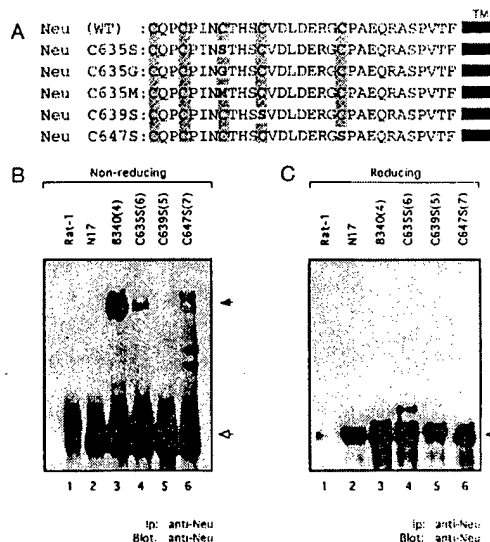 A
TM
Neu (WT) :CQPCPINCTHSCVDLDERGCPAEQRASPVTF
Neu C635S:CQPCPINSTHSCVDLDERGCPAEQRASPVTF
Neu C635G:CQPCPINGTHSCVDLDERGCPAEQRASPVTF
Neu C635M:CQPCPINMTHSCVDLDERGCPAEQRASPVTF
Neu C639S:CQPCPINCTHSSVDLDERGCPAEQRASPVTF
Neu C647S:CQPCPINCTHSCVDLDERGSPAEQRASPVTF
B
Non-reducing
Rat-1 N17 8340(4) C635S(6) C639S(5) C647S(7)
1 2 3 4 5 6
Ip: anti-Neu
Blot: anti-Neu
C
Reducing
Rat-1 N17 8340(4) C635S(6) C639S(5) C647S(7)
1 2 3 4 5 6
Ip: anti-Neu
Blot: anti-Neu